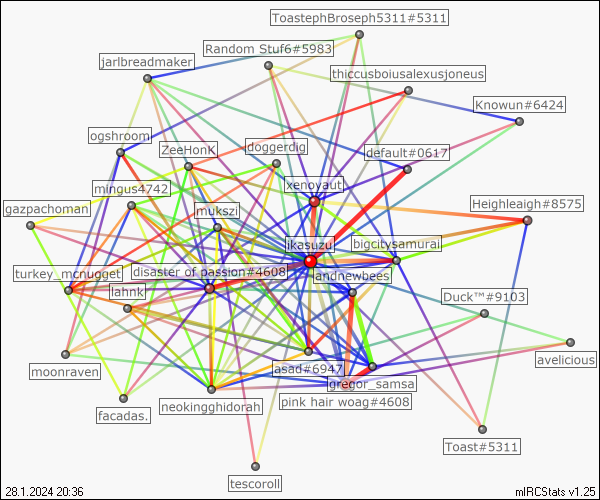 ToastephBroseph5311#5311
Random Stuf6#5983
jarlbreadmaker
thiccusboiusalexusjoneus
Knowun#6424
ogshroom
ZeeHonK
doggerdig
default#0617
xenoyaut
mingus4742
gazpachoman
mukszi
Heighleaigh#8575
likasuzu
bigcitysamurai
turkey_mcnugget
disaster of passion#4608
andnewbees
lahnk
Duck™#9103
moonraven
asad#6947
avelicious
gregor_samsa
pink hair woag#4608
neokingghidorah
facadas.
Toast#5311
tescoroll
28.1.2024 20:36
mIRCStats v1.25